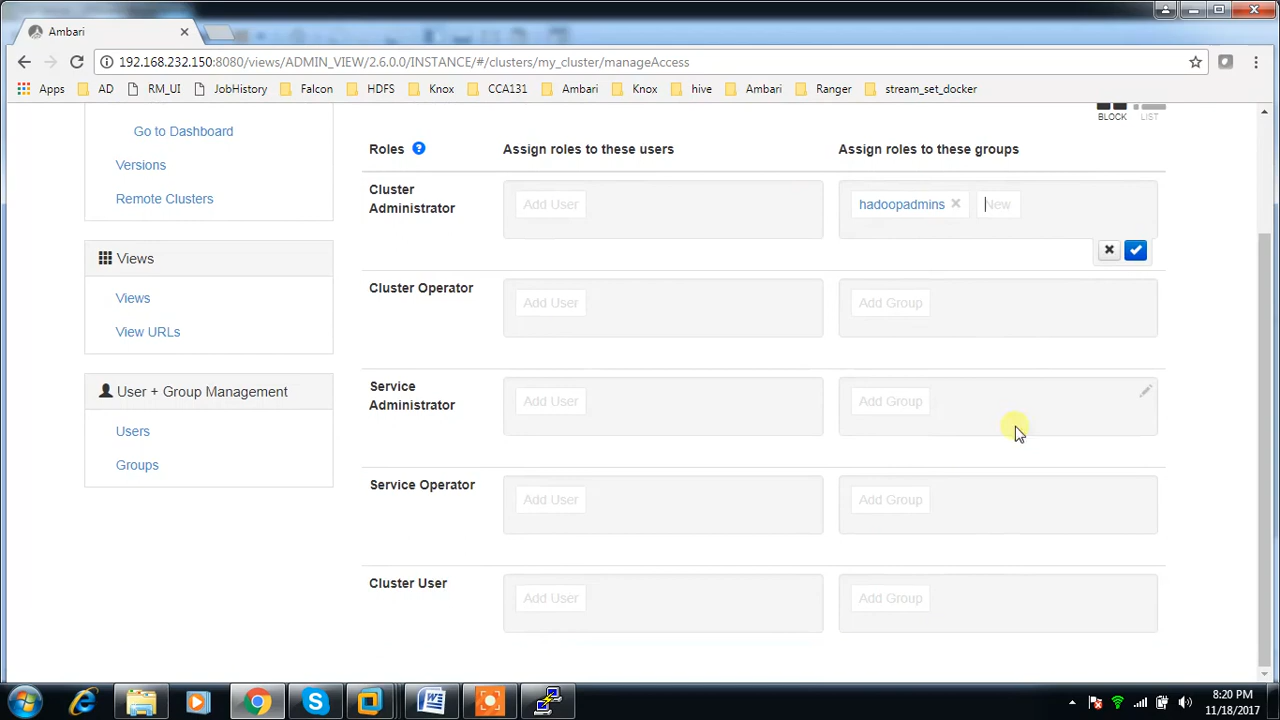 Ambari
192.168.232.150:8080/views/ADMIN_VIEW/2.6.0.0/INSTANCE/#/clusters/my_cluster/manageAccess
Apps AD RM_UI JobHistory Falcon HDFS Knox CCA131 Ambari Knox hive Ambari Ranger stream_set_docker
BLOCK LIST
Go to Dashboard
Versions
Remote Clusters
Views
Views
View URLs
User + Group Management
Users
Groups
Roles Assign roles to these users Assign roles to these groups
Cluster
Administrator
Add User
hadoopadmins New
Cluster Operator
Add User
Add Group
Service
Administrator
Add User
Add Group
Service Operator
Add User
Add Group
Cluster User
Add User
Add Group
8:20 PM
11/18/2017